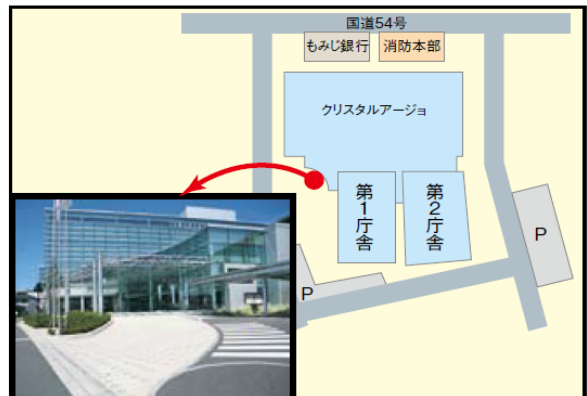 国道54号
もみじ銀行
消防本部
クリスタルアージョ
第1庁舎
第2庁舎
P
P